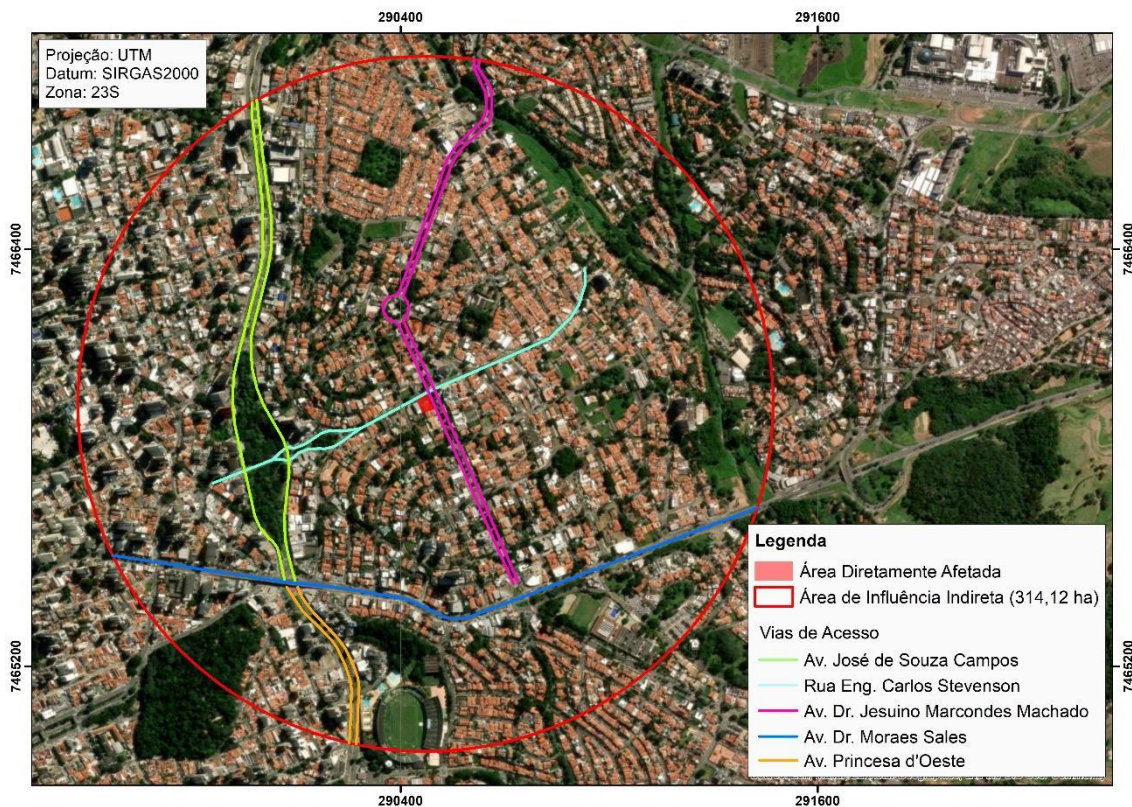 290400
291600
Projeção: UTM
Datum: SIRGAS2000
Zona: 23S
7466400
7466400
7465200
7465200
Legenda
Área Diretamente Afetada
Área de Influência Indireta (314,12 ha)
Vias de Acesso
Av. José de Souza Campos
Rua Eng. Carlos Stevenson
Av. Dr. Jesuino Marcondes Machado
Av. Dr. Moraes Sales
Av. Princesa d'Oeste
290400
291600